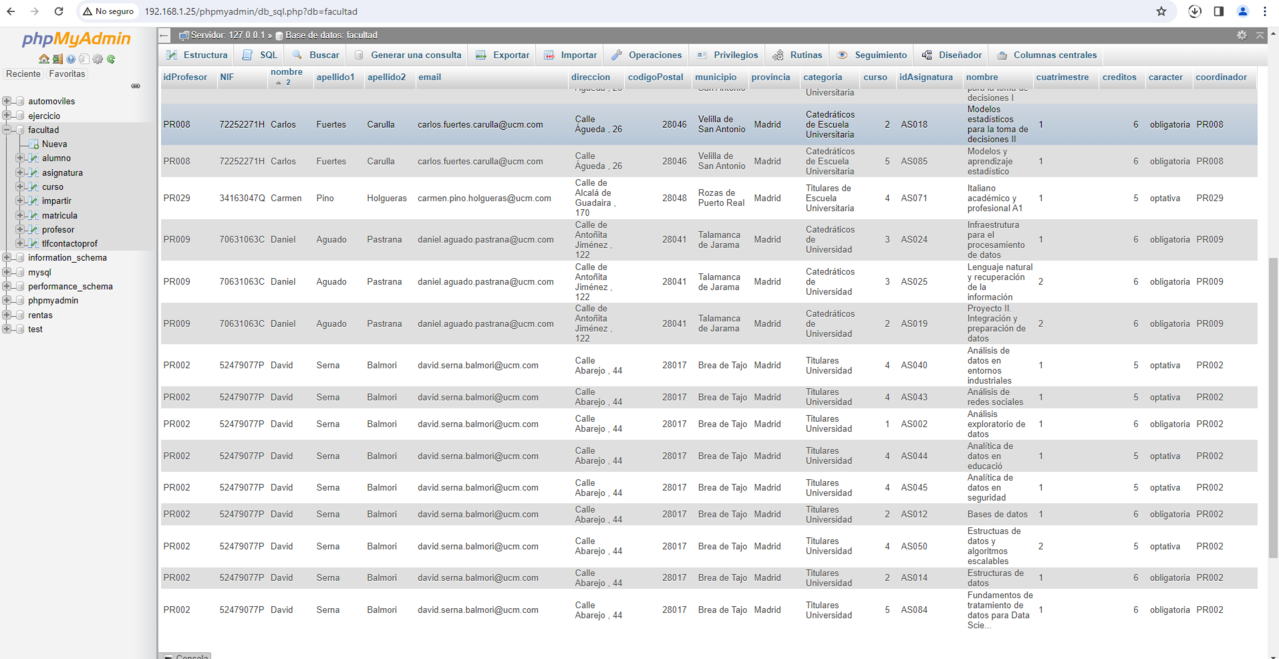 No seguro 192.168.1.25/phpmyadmin/db_sql.php?db=facultad
phpMyAdmin
Reciente Favoritas
automoviles
ejercicio
facultad
Nueva
alumno
asignatura
curso
impartir
matricula
profesor
tlfcontactoprof
information_schema
mysql
performance_schema
phpmyadmin
rentas
test
Servidor: 127.0.0.1 » Base de datos: facultad
Estructura SQL Buscar Generar una consulta Exportar Importar Operaciones Privilegios Rutinas Seguimiento Diseñador Columnas centrales
idProfesor NIF nombre 2 apellido1 apellido2 email direccion codigoPostal municipio provincia categoria curso idAsignatura nombre cuatrimestre creditos caracter coordinador
Universitaria
para la toma de
decisiones I
PR008 72252271H Carlos Fuertes Carulla carlos.fuertes.carulla@ucm.com Calle Águeda , 26 28046 Velilla de San Antonio Madrid Catedráticos de Escuela Universitaria 2 AS018 Modelos estadísticos para la toma de decisiones II 1 6 obligatoria PR008
PR008 72252271H Carlos Fuertes Carulla carlos.fuertes.carulla@ucm.com Calle Águeda , 26 28046 Velilla de San Antonio Madrid Catedráticos de Escuela Universitaria 5 AS085 Modelos y aprendizaje estadístico 1 6 obligatoria PR008
PR029 34163047Q Carmen Pino Holgueras carmen.pino.holgueras@ucm.com Calle de Alcalá de Guadaira , 170 28048 Rozas de Puerto Real Madrid Titulares de Escuela Universitaria 4 AS071 Italiano académico y profesional A1 1 5 optativa PR029
PR009 70631063C Daniel Aguado Pastrana daniel.aguado.pastrana@ucm.com Calle de Antoñita Jiménez , 122 28041 Talamanca de Jarama Madrid Catedráticos de Universidad 3 AS024 Infraestrutura para el procesamiento de datos 1 6 obligatoria PR009
PR009 70631063C Daniel Aguado Pastrana daniel.aguado.pastrana@ucm.com Calle de Antoñita Jiménez , 122 28041 Talamanca de Jarama Madrid Catedráticos de Universidad 3 AS025 Lenguaje natural y recuperación de la información 2 6 obligatoria PR009
PR009 70631063C Daniel Aguado Pastrana daniel.aguado.pastrana@ucm.com Calle de Antoñita Jiménez , 122 28041 Talamanca de Jarama Madrid Catedráticos de Universidad 2 AS019 Proyecto II. Integración y preparación de datos 2 6 obligatoria PR009
PR002 52479077P David Serna Balmori david.serna.balmori@ucm.com Calle Abarejo , 44 28017 Brea de Tajo Madrid Titulares Universidad 4 AS040 Análisis de datos en entornos industriales 1 5 optativa PR002
PR002 52479077P David Serna Balmori david.serna.balmori@ucm.com Calle Abarejo , 44 28017 Brea de Tajo Madrid Titulares Universidad 4 AS043 Análisis de redes sociales 1 5 optativa PR002
PR002 52479077P David Serna Balmori david.serna.balmori@ucm.com Calle Abarejo , 44 28017 Brea de Tajo Madrid Titulares Universidad 1 AS002 Análisis exploratorio de datos 1 6 obligatoria PR002
PR002 52479077P David Serna Balmori david.serna.balmori@ucm.com Calle Abarejo , 44 28017 Brea de Tajo Madrid Titulares Universidad 4 AS044 Analítica de datos en educació 1 5 optativa PR002
PR002 52479077P David Serna Balmori david.serna.balmori@ucm.com Calle Abarejo , 44 28017 Brea de Tajo Madrid Titulares Universidad 4 AS045 Analítica de datos en seguridad 1 5 optativa PR002
PR002 52479077P David Serna Balmori david.serna.balmori@ucm.com Calle Abarejo , 44 28017 Brea de Tajo Madrid Titulares Universidad 2 AS012 Bases de datos 1 6 obligatoria PR002
PR002 52479077P David Serna Balmori david.serna.balmori@ucm.com Calle Abarejo , 44 28017 Brea de Tajo Madrid Titulares Universidad 4 AS050 Estructuas de datos y algoritmos escalables 2 5 optativa PR002
PR002 52479077P David Serna Balmori david.serna.balmori@ucm.com Calle Abarejo , 44 28017 Brea de Tajo Madrid Titulares Universidad 2 AS014 Estructuras de datos 1 6 obligatoria PR002
PR002 52479077P David Serna Balmori david.serna.balmori@ucm.com Calle Abarejo , 44 28017 Brea de Tajo Madrid Titulares Universidad 5 AS084 Fundamentos de tratamiento de datos para Data Scie... 1 6 obligatoria PR002
Consola